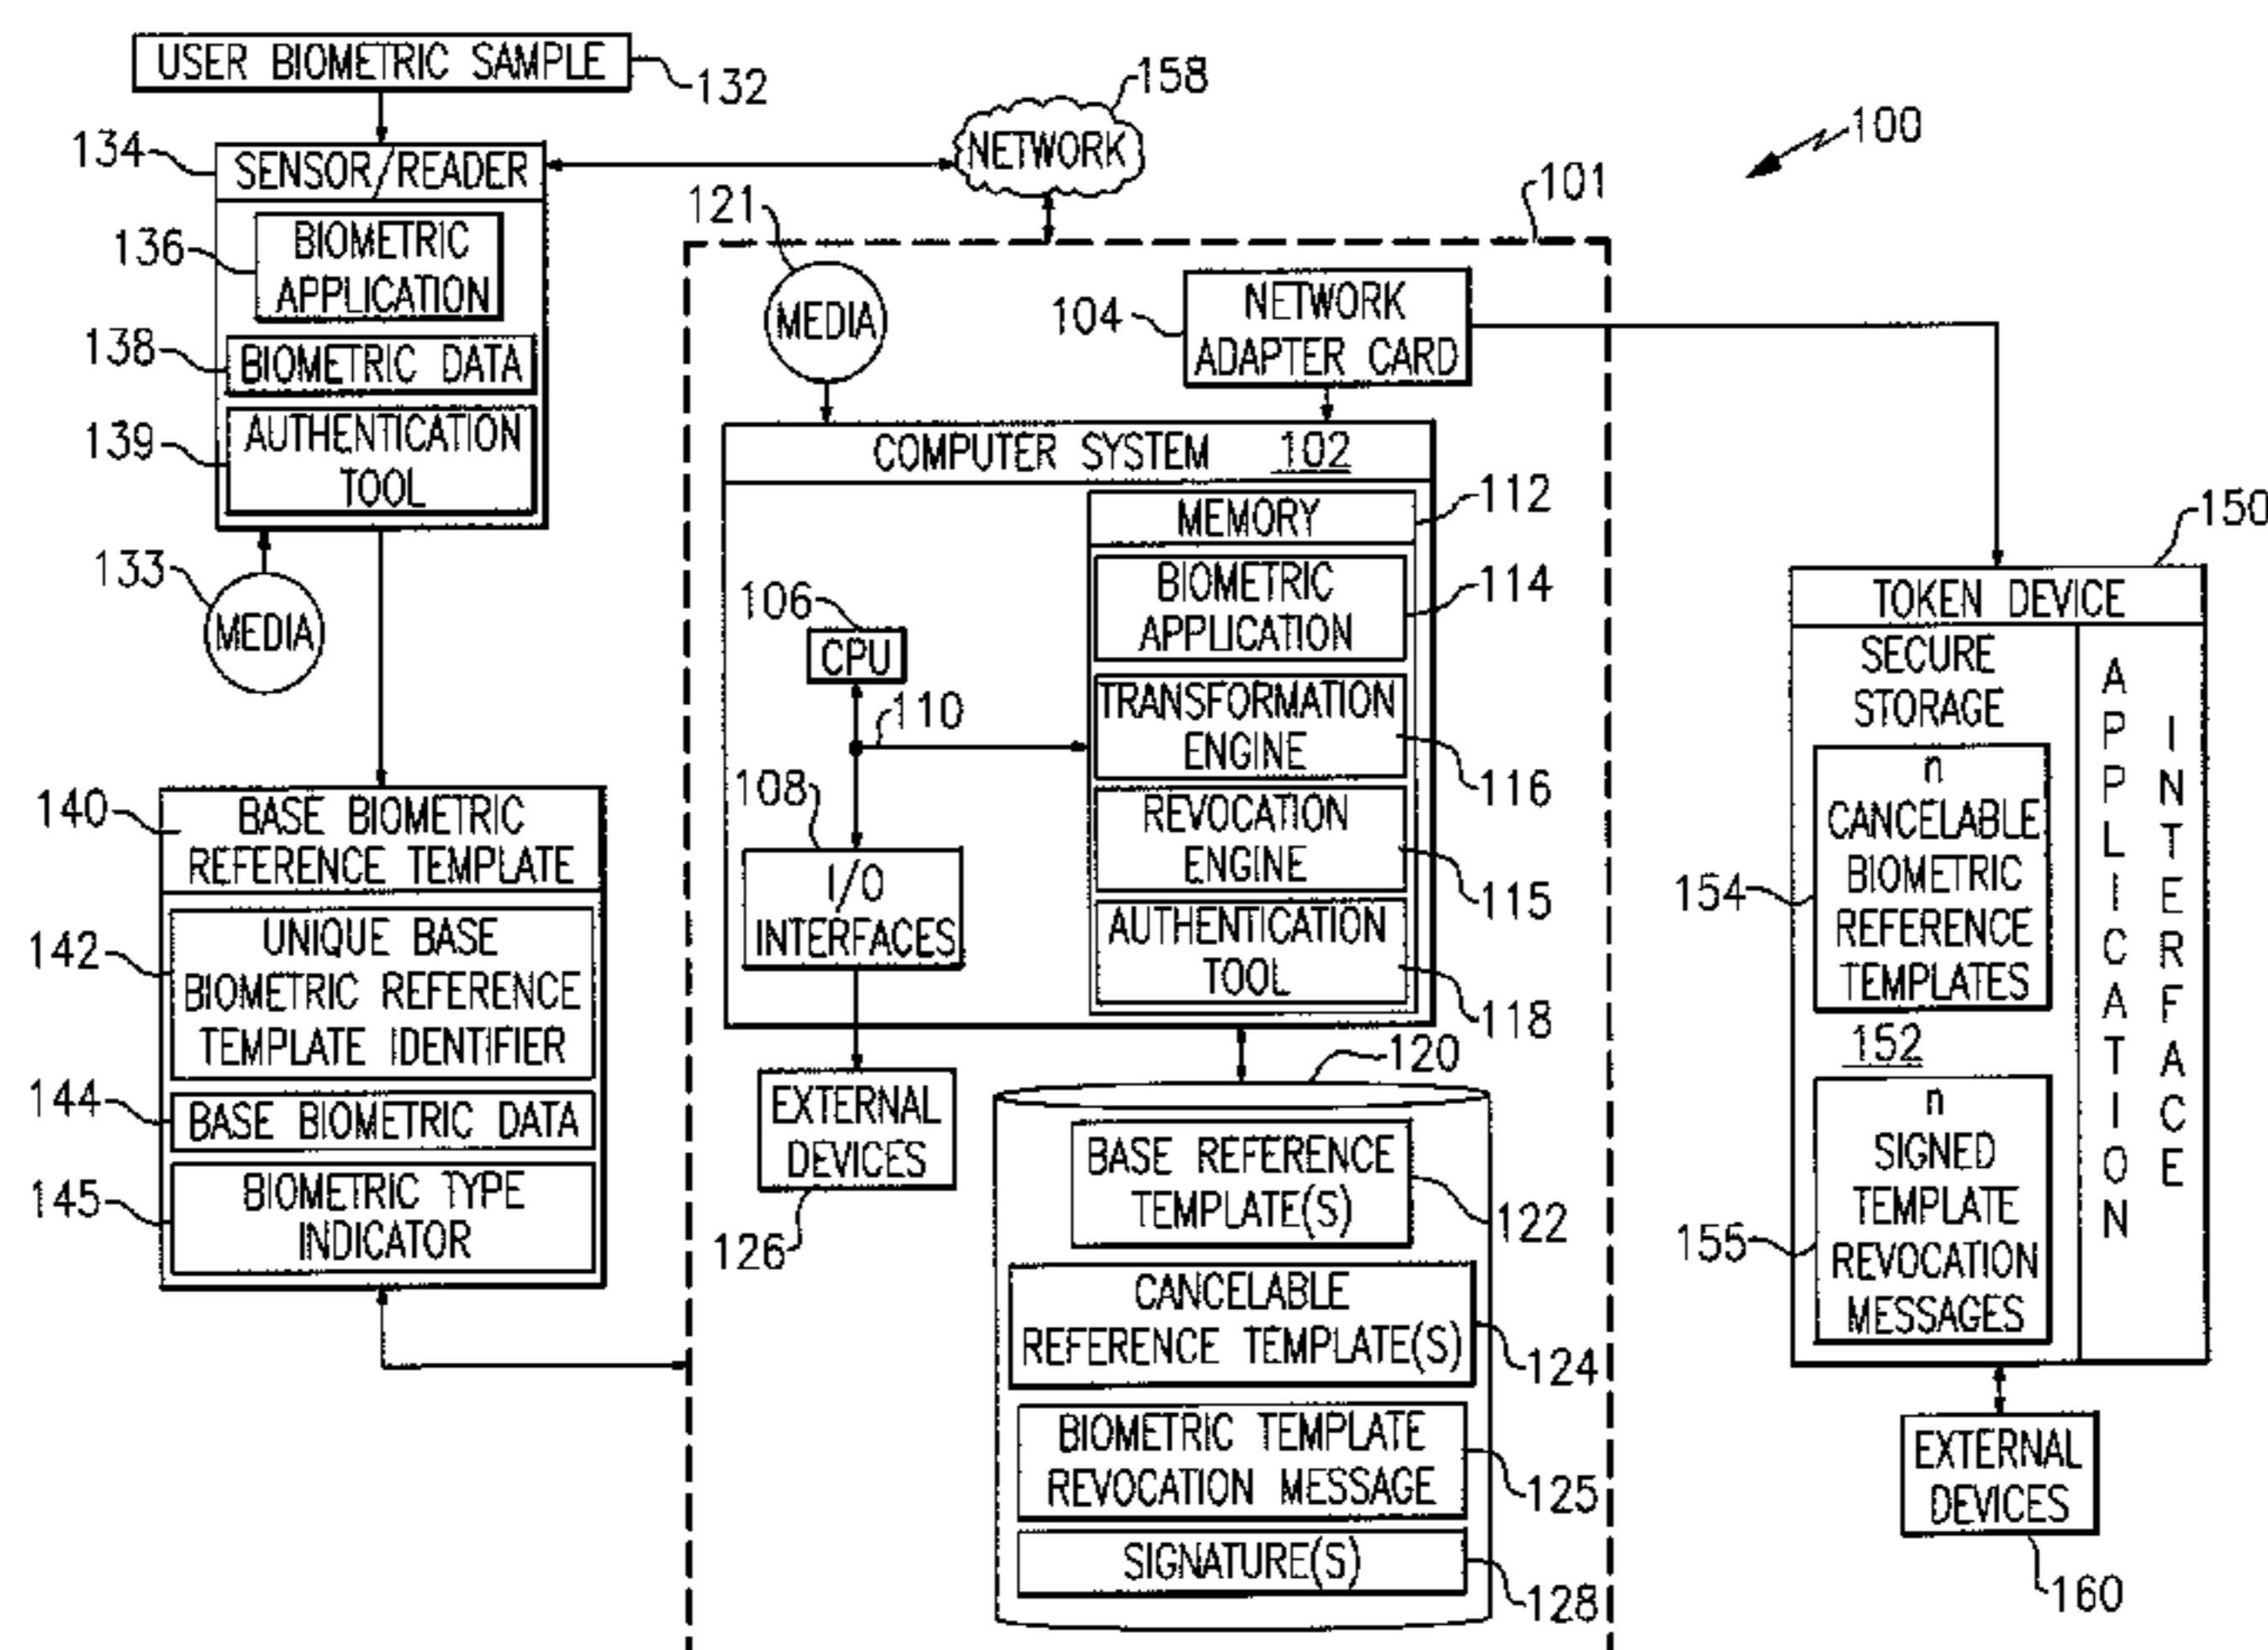 USER BIOMETRIC SAMPLE
132
134
SENSOR/READER
136
BIOMETRIC
APPLICATION
138
BIOMETRIC DATA
139
AUTHENTICATION
TOOL
133
MEDIA
140
BASE BIOMETRIC
REFERENCE TEMPLATE
142
UNIQUE BASE
BIOMETRIC REFERENCE
TEMPLATE IDENTIFIER
144
BASE BIOMETRIC DATA
145
BIOMETRIC TYPE
INDICATOR
158
NETWORK
100
101
121
MEDIA
104
NETWORK
ADAPTER CARD
COMPUTER SYSTEM 102
112
MEMORY
114
BIOMETRIC
APPLICATION
116
TRANSFORMATION
ENGINE
115
REVOCATION
ENGINE
118
AUTHENTICATION
TOOL
106
CPU
110
108
I/O
INTERFACES
EXTERNAL
DEVICES
126
120
BASE REFERENCE
TEMPLATE(S)
122
CANCELABLE
REFERENCE TEMPLATE(S)
124
BIOMETRIC TEMPLATE
REVOCATION MESSAGE
125
SIGNATURE(S)
128
150
TOKEN DEVICE
SECURE
STORAGE
154
n
CANCELABLE
BIOMETRIC
REFERENCE
TEMPLATES
152
155
n
SIGNED
TEMPLATE
REVOCATION
MESSAGES
APPLICATION
INTERFACE
EXTERNAL
DEVICES
160